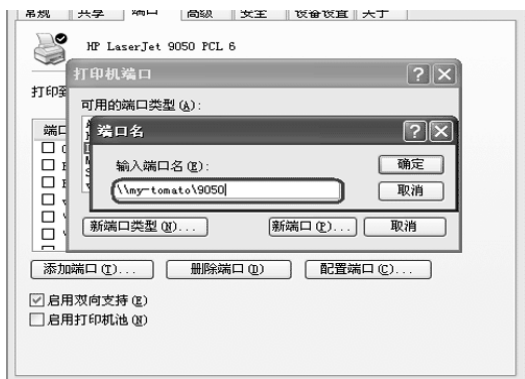 常规 共享 端口 高级 安全 设备设置 关于
HP LaserJet 9050 PCL 6
打印机端口
打印到
可用的端口类型(A):
端口
端口名
输入端口名(E):
确定
\\my-tomato\9050
取消
新端口类型(N)... 新端口(P)... 取消
添加端口(T)... 删除端口(D) 配置端口(C)...
启用双向支持(E)
启用打印机池(N)